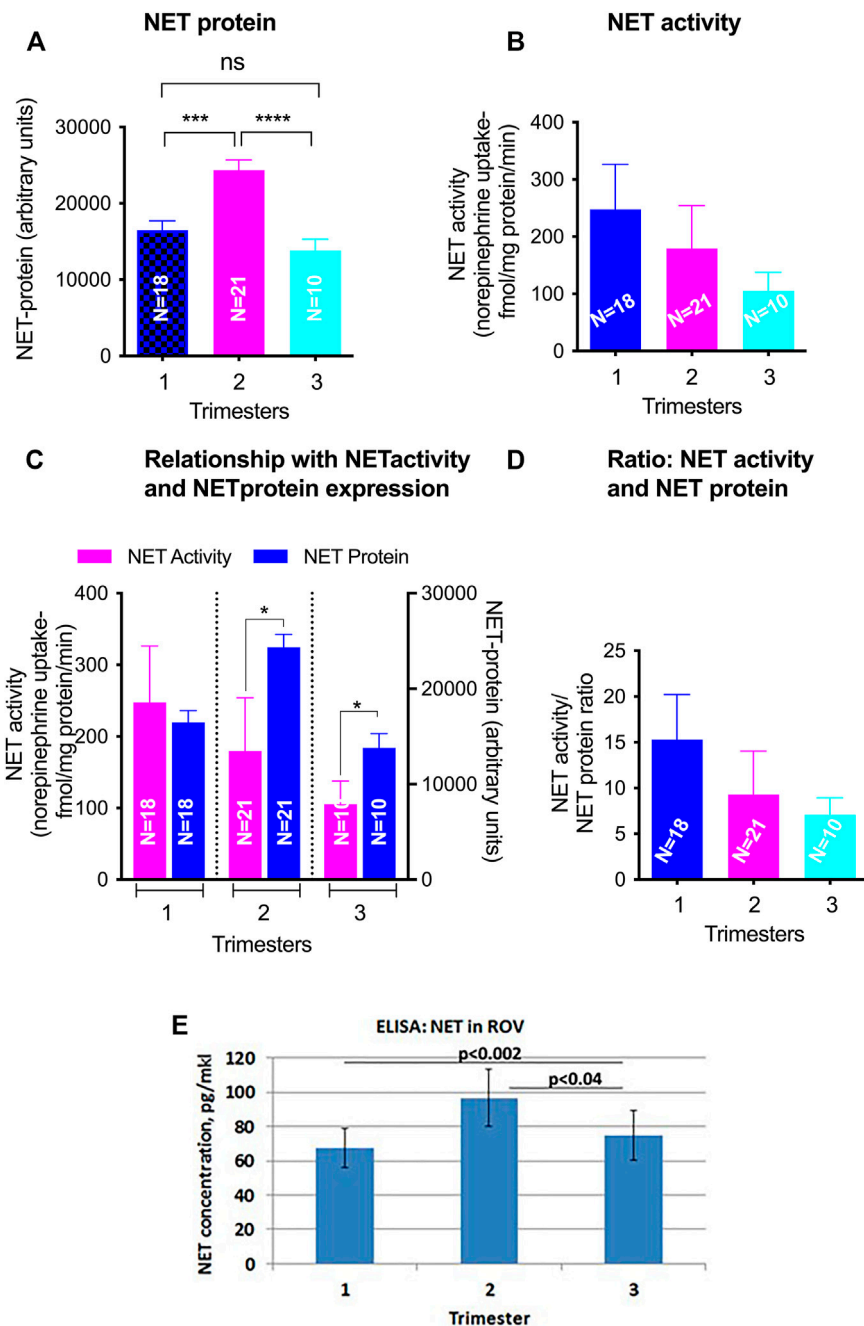 A
NET protein
ns
***
****
NET-protein (arbitrary units)
30000
20000
10000
0
N=18
N=21
N=10
1
2
3
Trimesters
B
NET activity
NET activity
(norepinephrine uptake-
fmol/mg protein/min)
400
300
200
100
0
N=18
N=21
N=10
1
2
3
Trimesters
C
Relationship with NETactivity
and NETprotein expression
NET Activity
NET Protein
NET activity
(norepinephrine uptake-
fmol/mg protein/min)
400
300
200
100
0
*
*
N=18
N=18
N=21
N=21
N=10
N=10
30000
20000
10000
0
NET-protein (arbitrary units)
1
2
3
Trimesters
D
Ratio: NET activity
and NET protein
NET activity/
NET protein ratio
25
20
15
10
5
0
N=18
N=21
N=10
1
2
3
Trimesters
E
ELISA: NET in ROV
p<0.002
p<0.04
NET concentration, pg/mkl
120
100
80
60
40
20
0
1
2
3
Trimester